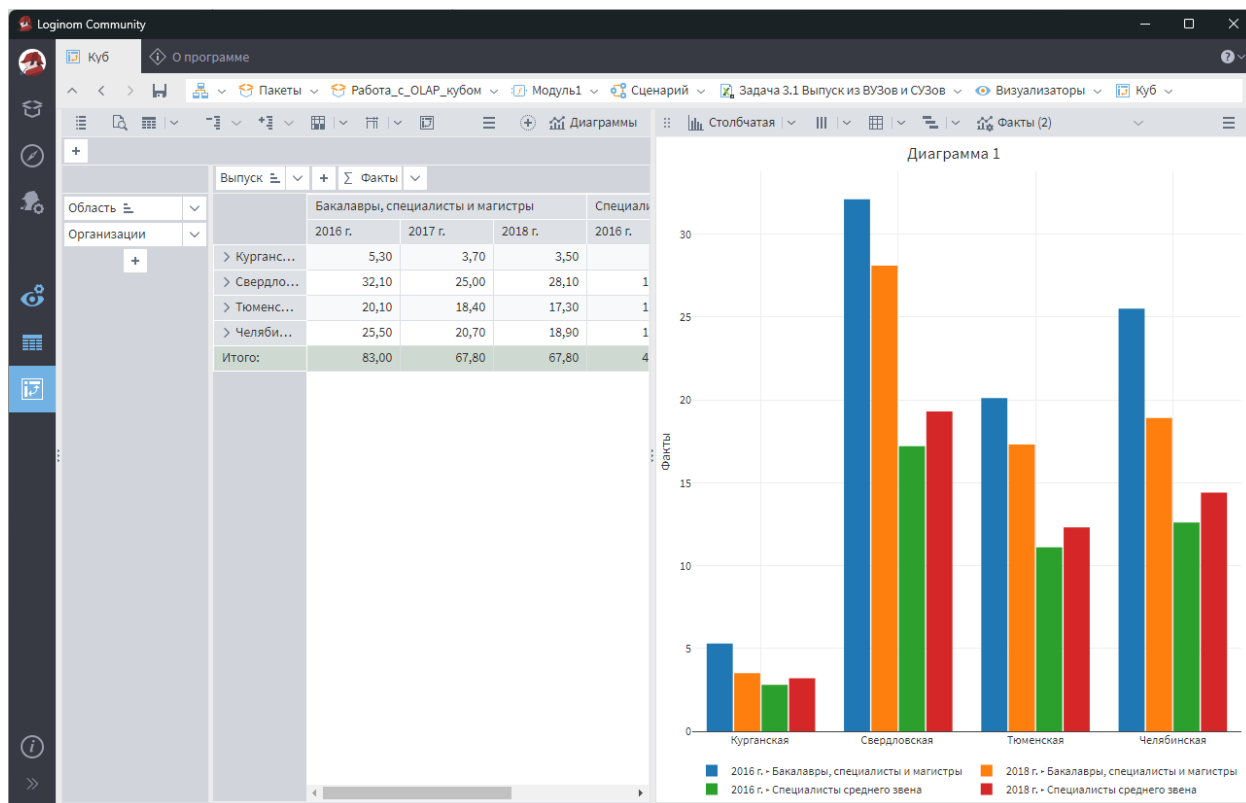 Loginom Community
Куб
О программе
Пакеты Работа_с_OLAP_кубом Модуль1 Сценарий Задача 3.1 Выпуск из ВУЗов и СУЗов Визуализаторы Куб
Диаграммы
Столбчатая Факты (2)
Выпуск + Σ Факты
Область
Организации
Бакалавры, специалисты и магистры Специали
2016 г. 2017 г. 2018 г. 2016 г.
> Курганс... 5,30 3,70 3,50
> Свердло... 32,10 25,00 28,10 1
> Тюменс... 20,10 18,40 17,30 1
> Челяби... 25,50 20,70 18,90 1
Итого: 83,00 67,80 67,80 4
Диаграмма 1
Факты
30
25
20
15
10
5
0
Курганская Свердловская Тюменская Челябинская
2016 г. - Бакалавры, специалисты и магистры 2018 г. - Бакалавры, специалисты и магистры
2016 г. - Специалисты среднего звена 2018 г. - Специалисты среднего звена